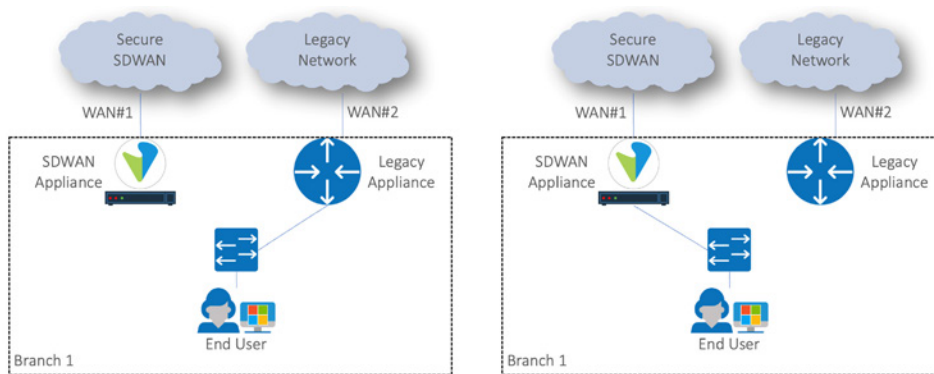 Secure
SDWAN
Legacy
Network
WAN#1
WAN#2
SDWAN
Appliance
Legacy
Appliance
End User
Branch 1
Secure
SDWAN
Legacy
Network
WAN#1
WAN#2
SDWAN
Appliance
Legacy
Appliance
End User
Branch 1